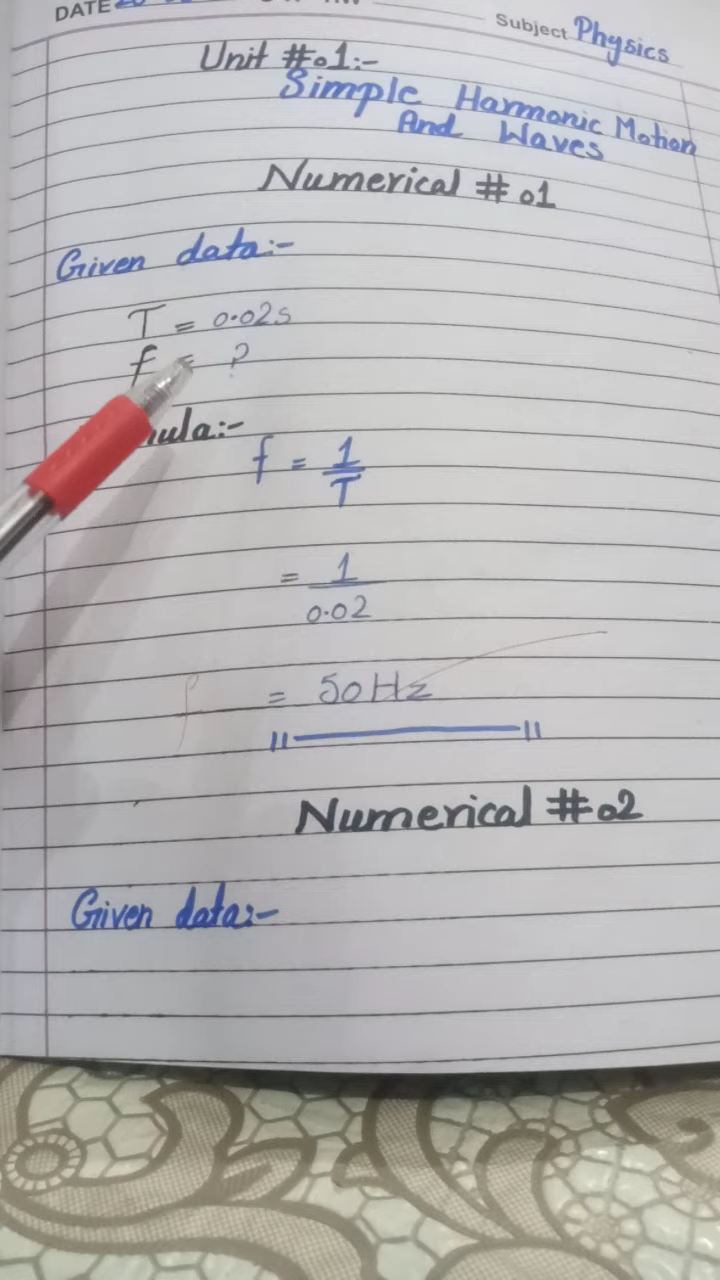 DATE
Subject Physics
Unit #01:-
Simple Harmonic Motion
And Waves
Numerical # 01
Given data:-
T = 0.02s
f = ?
mula:-
f = 1/T
= 1/0.02
= 50Hz
Numerical #02
Given data:-